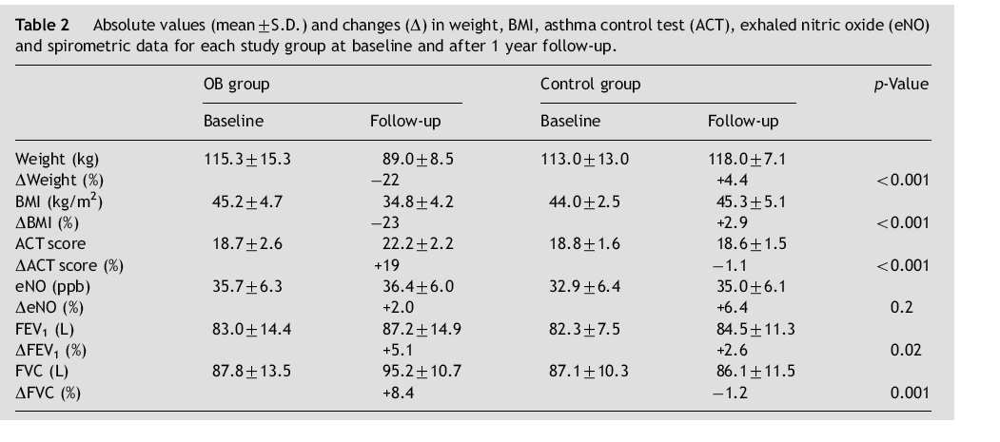 Table 2 Absolute values (mean±S.D.) and changes (Δ) in weight, BMI, asthma control test (ACT), exhaled nitric oxide (eNO)
and spirometric data for each study group at baseline and after 1 year follow-up.
OB group Control group p-Value
Baseline Follow-up Baseline Follow-up
Weight (kg) 115.3±15.3 89.0±8.5 113.0±13.0 118.0±7.1
ΔWeight (%) −22 +4.4 <0.001
BMI (kg/m²) 45.2±4.7 34.8±4.2 44.0±2.5 45.3±5.1
ΔBMI (%) −23 +2.9 <0.001
ACT score 18.7±2.6 22.2±2.2 18.8±1.6 18.6±1.5
ΔACT score (%) +19 −1.1 <0.001
eNO (ppb) 35.7±6.3 36.4±6.0 32.9±6.4 35.0±6.1
ΔeNO (%) +2.0 +6.4 0.2
FEV₁ (L) 83.0±14.4 87.2±14.9 82.3±7.5 84.5±11.3
ΔFEV₁ (%) +5.1 +2.6 0.02
FVC (L) 87.8±13.5 95.2±10.7 87.1±10.3 86.1±11.5
ΔFVC (%) +8.4 −1.2 0.001